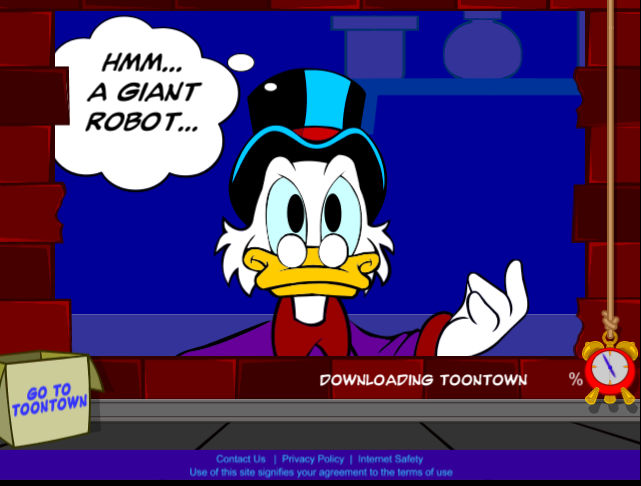 HMM...
A GIANT
ROBOT...
DOWNLOADING TOONTOWN %
GO TO
TOONTOWN
Contact Us | Privacy Policy | Internet Safety
Use of this site signifies your agreement to the terms of use